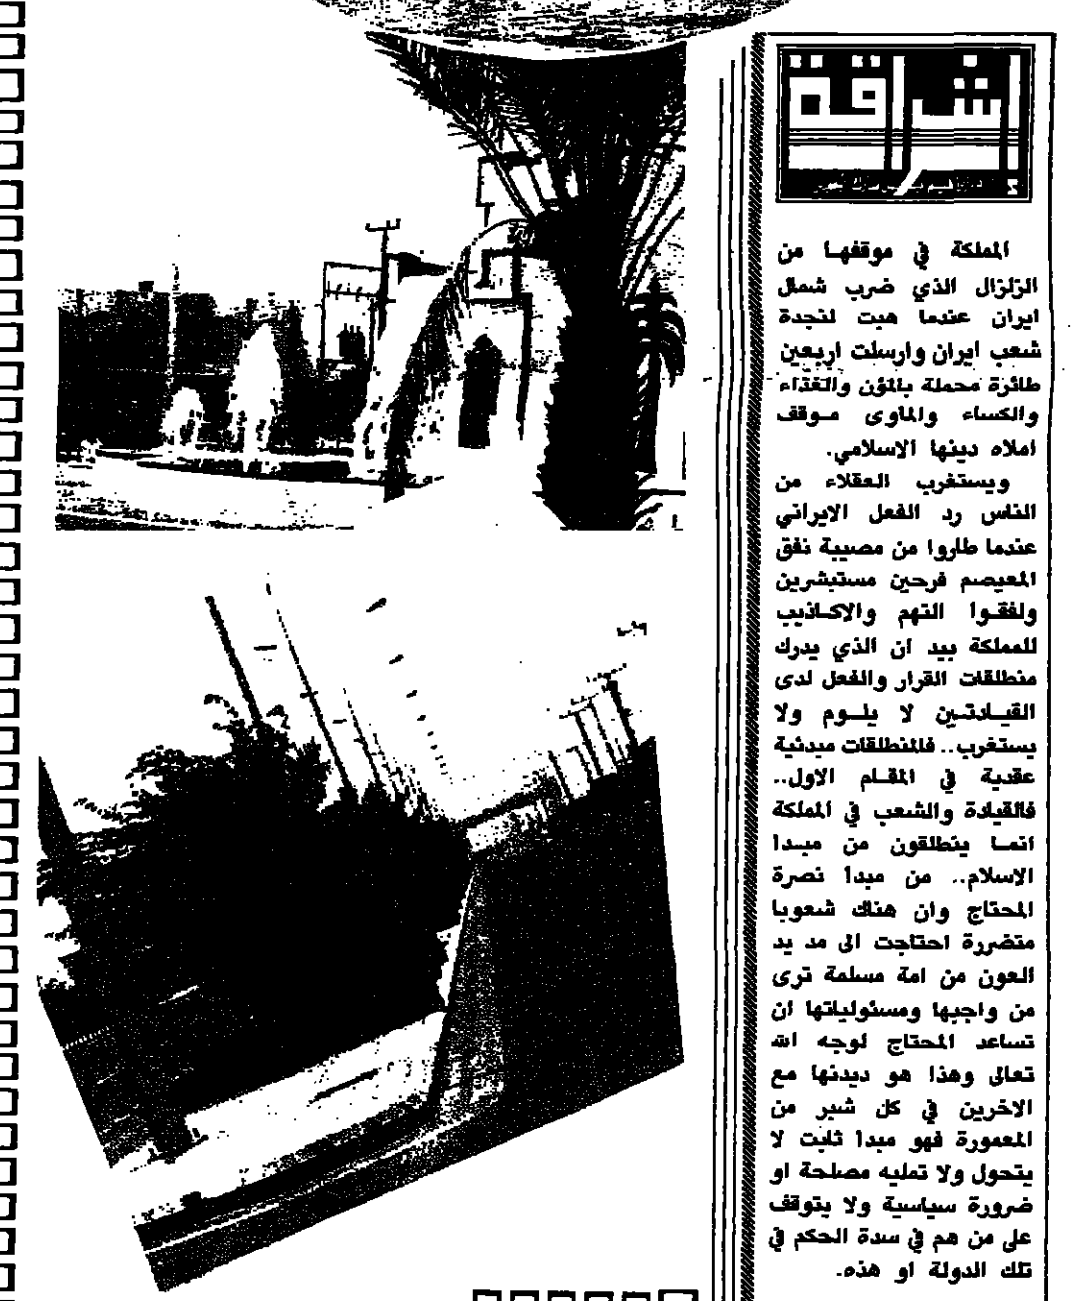 اشراقة
المملكة في موقفها من
الزلزال الذي ضرب شمال
ايران عندما هبت لنجدة
شعب ايران وارسلت اربعين
طائرة محملة بالمؤن والغذاء
والكساء والماوى موقف
املاه دينها الاسلامي.
ويستغرب العقلاء من
الناس رد الفعل الايراني
عندما طاروا من مصيبة نفق
المعيصم فرحين مستبشرين
ولفقوا التهم والاكاذيب
للمملكة بيد ان الذي يدرك
منطلقات القرار والفعل لدى
القيادتين لا يلوم ولا
يستغرب.. فالمنطلقات مبدئية
عقدية في المقام الاول..
فالقيادة والشعب في المملكة
انما ينطلقون من مبدا
الاسلام.. من مبدا نصرة
المحتاج وان هناك شعوبا
متضررة احتاجت الى مد يد
العون من امة مسلمة ترى
من واجبها ومسئولياتها ان
تساعد المحتاج لوجه الله
تعالى وهذا هو ديدنها مع
الاخرين في كل شبر من
المعمورة فهو مبدا ثابت لا
يتحول ولا تمليه مصلحة او
ضرورة سياسية ولا يتوقف
على من هم في سدة الحكم في
تلك الدولة او هذه.